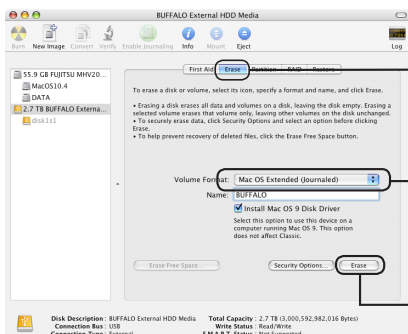 BUFFALO External HDD Media
Burn New Image Convert Verify Enable Journaling Info Mount Eject Log
First Aid Erase Partition RAID Restore
55.9 GB FUJITSU MHV20...
MacOS10.4
DATA
2.7 TB BUFFALO Externa...
disk1s1
To erase a disk or volume, select its icon, specify a format and name, and click Erase.
• Erasing a disk erases all data and volumes on a disk, leaving the disk empty. Erasing a
selected volume erases that volume only, leaving other volumes on the disk unchanged.
• To securely erase data, click Security Options and select an option before clicking
Erase.
• To help prevent recovery of deleted files, click the Erase Free Space button.
Volume Format: Mac OS Extended (Journaled)
Name: BUFFALO
Install Mac OS 9 Disk Driver
Select this option to use this device on a
computer running Mac OS 9. This option
does not affect Classic.
Erase Free Space... Security Options... Erase
Disk Description : BUFFALO External HDD Media Total Capacity : 2.7 TB (3,000,592,982,016 Bytes)
Connection Bus : USB Write Status : Read/Write
Connection Type : External S.M.A.R.T. Status : Not Supported